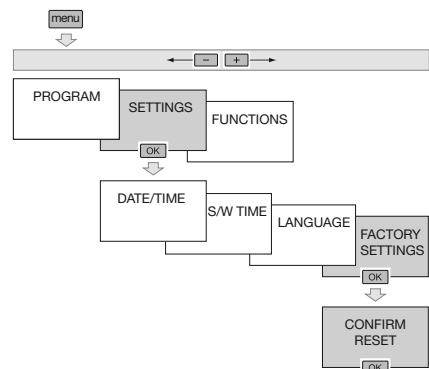 menu
− +
PROGRAM
SETTINGS
FUNCTIONS
OK
DATE/TIME
S/W TIME
LANGUAGE
FACTORY
SETTINGS
OK
CONFIRM
RESET
OK